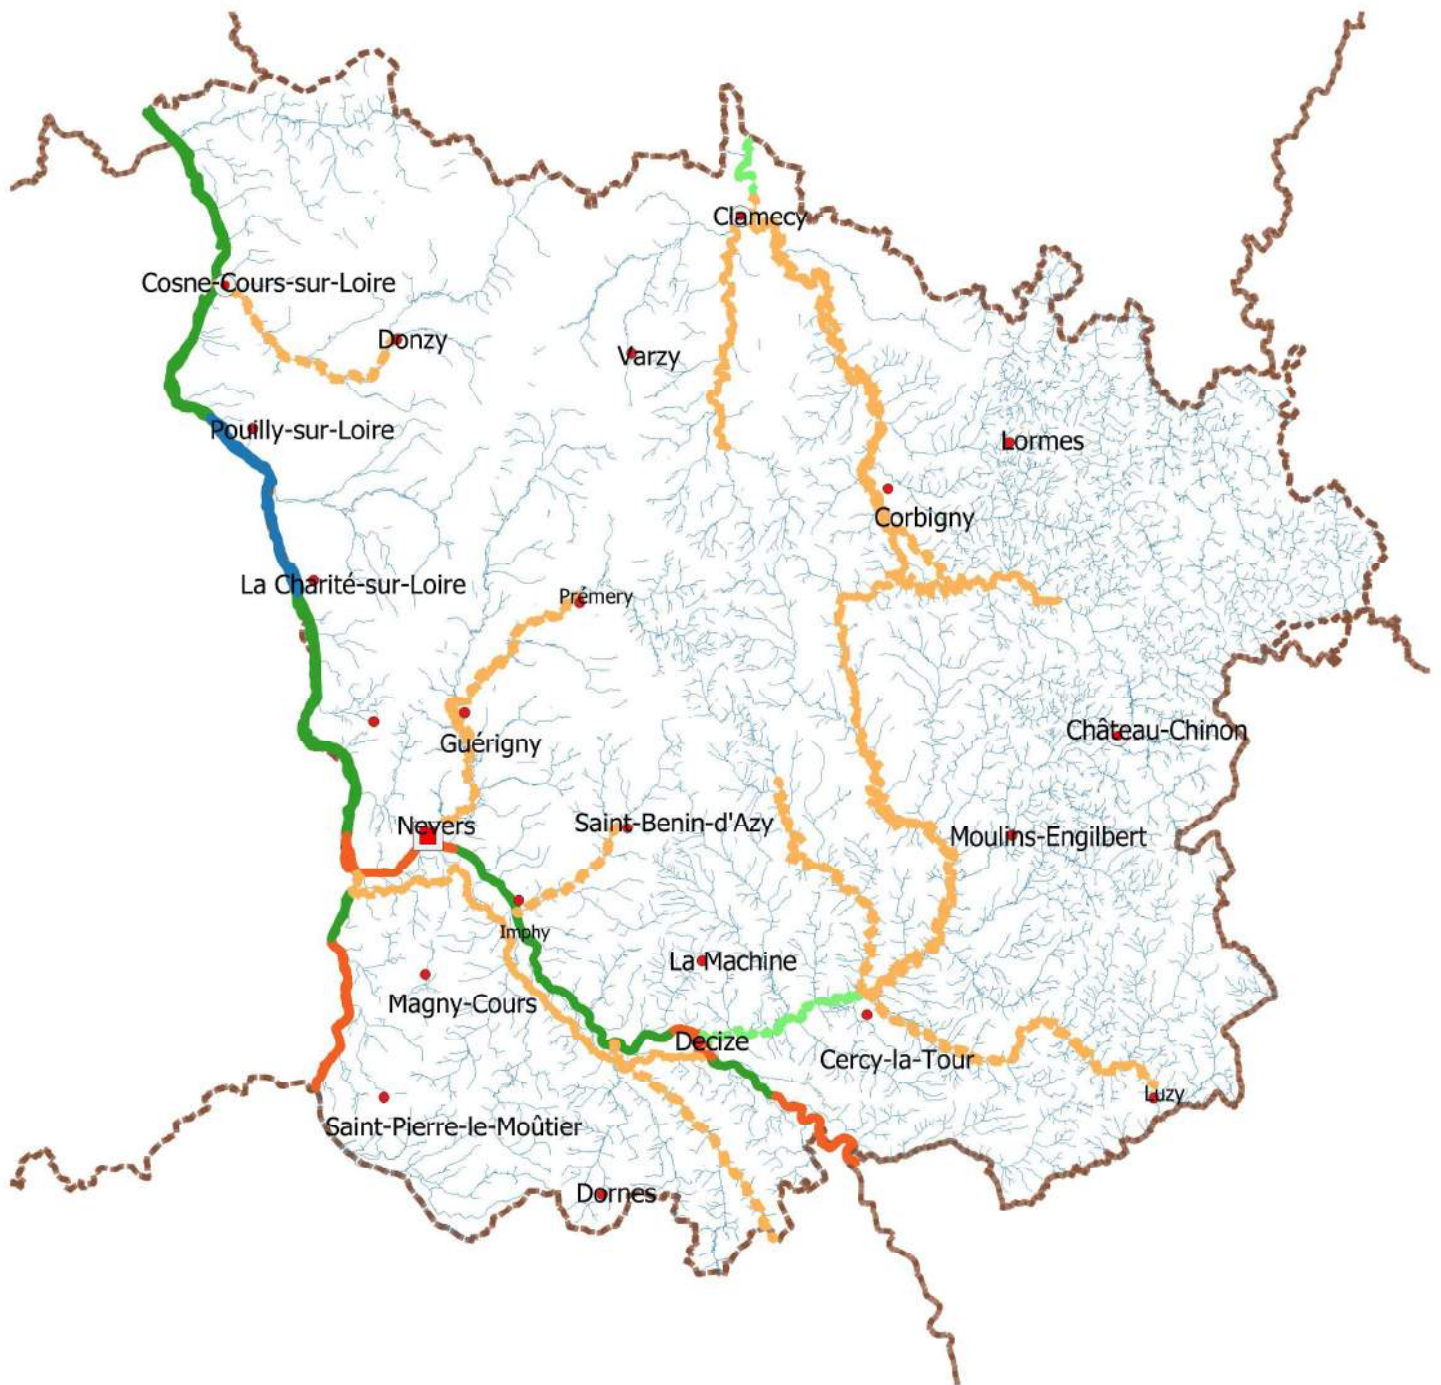 Clamecy
Cosne-Cours-sur-Loire
Donzy
Varzy
Pouilly-sur-Loire
Lormes
Corbigny
La Charité-sur-Loire
Prémery
Château-Chinon
Guérigny
Nevers
Saint-Benin-d'Azy
Moulins-Engilbert
Imphy
La Machine
Magny-Cours
Decize
Cercy-la-Tour
Luzy
Saint-Pierre-le-Moûtier
Dornes